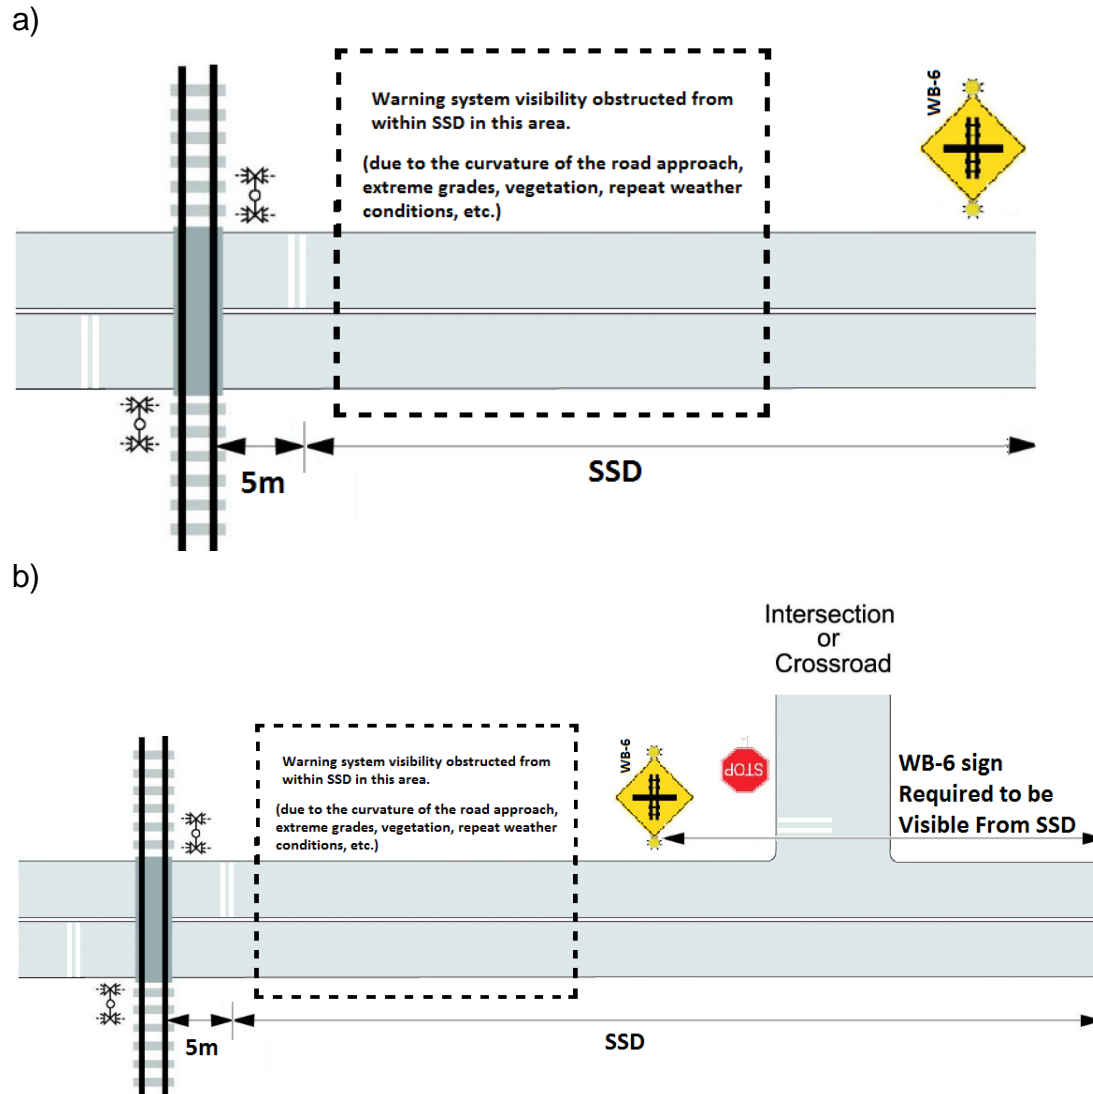 a)
Warning system visibility obstructed from
within SSD in this area.
(due to the curvature of the road approach,
extreme grades, vegetation, repeat weather
conditions, etc.)
WB-6
5m
SSD
b)
Intersection
or
Crossroad
Warning system visibility obstructed from
within SSD in this area.
(due to the curvature of the road approach,
extreme grades, vegetation, repeat weather
conditions, etc.)
WB-6
STOP
WB-6 sign
Required to be
Visible From SSD
5m
SSD